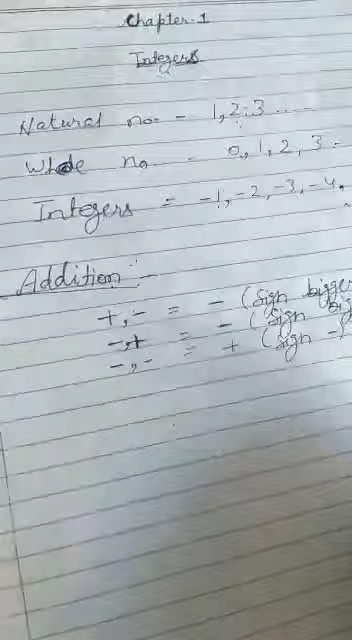 Chapter-1
Integers
Natural no. - 1, 2, 3 ....
Whole no. - 0, 1, 2, 3 -
Integers = -1, -2, -3, -4,
Addition :-
+, - = - (Sign bigger
-, + = - (Sign big
-, - = + (Sign -)